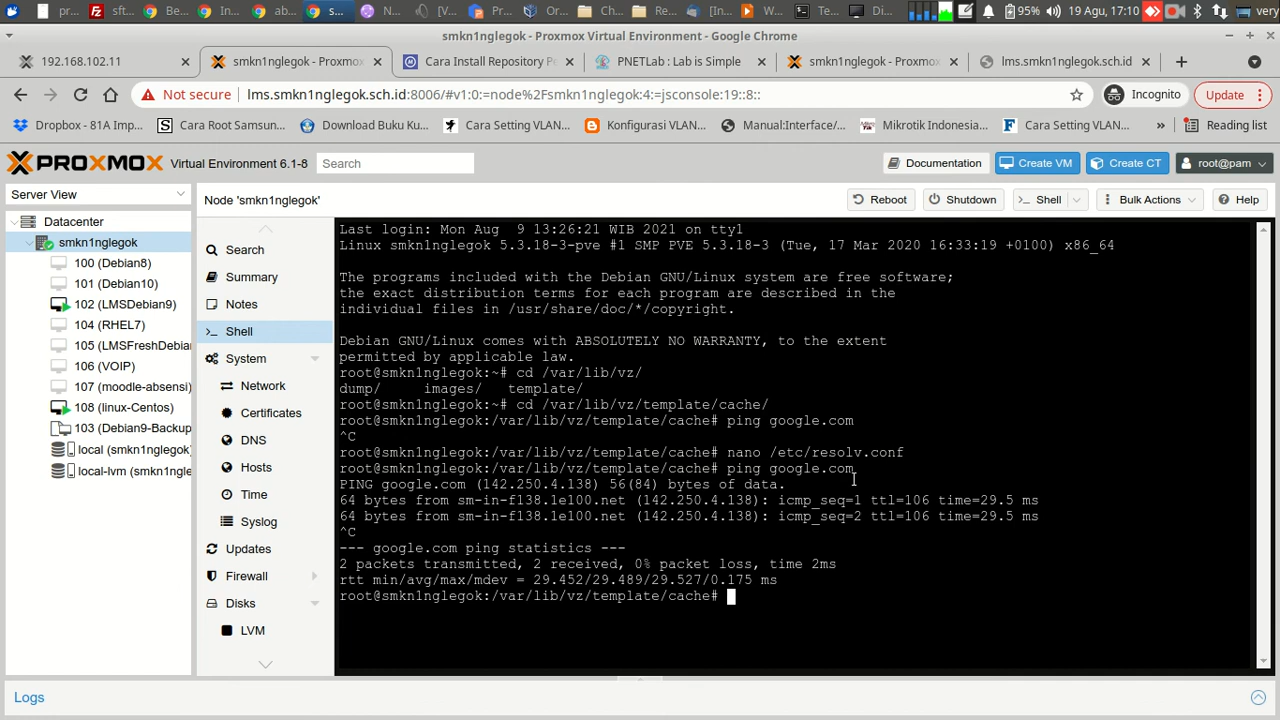 sft...
Be...
In...
ab...
s...
N...
[V...
Pr...
Or...
Ch...
Re...
[In...
W...
Te...
Di...
95%
19 Agu, 17:10
very
smkn1nglegok - Proxmox Virtual Environment - Google Chrome
192.168.102.11
smkn1nglegok - Proxmox
Cara Install Repository Pr
PNETLab : Lab is Simple
smkn1nglegok - Proxmox
lms.smkn1nglegok.sch.id
Not secure
lms.smkn1nglegok.sch.id:8006/#v1:0:=node%2Fsmkn1nglegok:4:=jsconsole:19::8::
Incognito
Update
Dropbox - 81A Imp...
Cara Root Samsun...
Download Buku Ku...
Cara Setting VLAN...
Konfigurasi VLAN...
Manual:Interface/...
Mikrotik Indonesia...
Cara Setting VLAN...
»
Reading list
PROXMOX Virtual Environment 6.1-8
Search
Documentation
Create VM
Create CT
root@pam
Server View
Node 'smkn1nglegok'
Reboot
Shutdown
Shell
Bulk Actions
Help
Datacenter
smkn1nglegok
100 (Debian8)
101 (Debian10)
102 (LMSDebian9)
104 (RHEL7)
105 (LMSFreshDebian
106 (VOIP)
107 (moodle-absensi)
108 (linux-Centos)
103 (Debian9-Backup
local (smkn1nglegok)
local-lvm (smkn1ngle
Search
Summary
Notes
Shell
System
Network
Certificates
DNS
Hosts
Time
Syslog
Updates
Firewall
Disks
LVM
Last login: Mon Aug  9 13:26:21 WIB 2021 on tty1
Linux smkn1nglegok 5.3.18-3-pve #1 SMP PVE 5.3.18-3 (Tue, 17 Mar 2020 16:33:19 +0100) x86_64
The programs included with the Debian GNU/Linux system are free software;
the exact distribution terms for each program are described in the
individual files in /usr/share/doc/*/copyright.
Debian GNU/Linux comes with ABSOLUTELY NO WARRANTY, to the extent
permitted by applicable law.
root@smkn1nglegok:~# cd /var/lib/vz/
dump/     images/   template/
root@smkn1nglegok:~# cd /var/lib/vz/template/cache/
root@smkn1nglegok:/var/lib/vz/template/cache# ping google.com
^C
root@smkn1nglegok:/var/lib/vz/template/cache# nano /etc/resolv.conf
root@smkn1nglegok:/var/lib/vz/template/cache# ping google.com
PING google.com (142.250.4.138) 56(84) bytes of data.
64 bytes from sm-in-f138.1e100.net (142.250.4.138): icmp_seq=1 ttl=106 time=29.5 ms
64 bytes from sm-in-f138.1e100.net (142.250.4.138): icmp_seq=2 ttl=106 time=29.5 ms
^C
--- google.com ping statistics ---
2 packets transmitted, 2 received, 0% packet loss, time 2ms
rtt min/avg/max/mdev = 29.452/29.489/29.527/0.175 ms
root@smkn1nglegok:/var/lib/vz/template/cache#
Logs